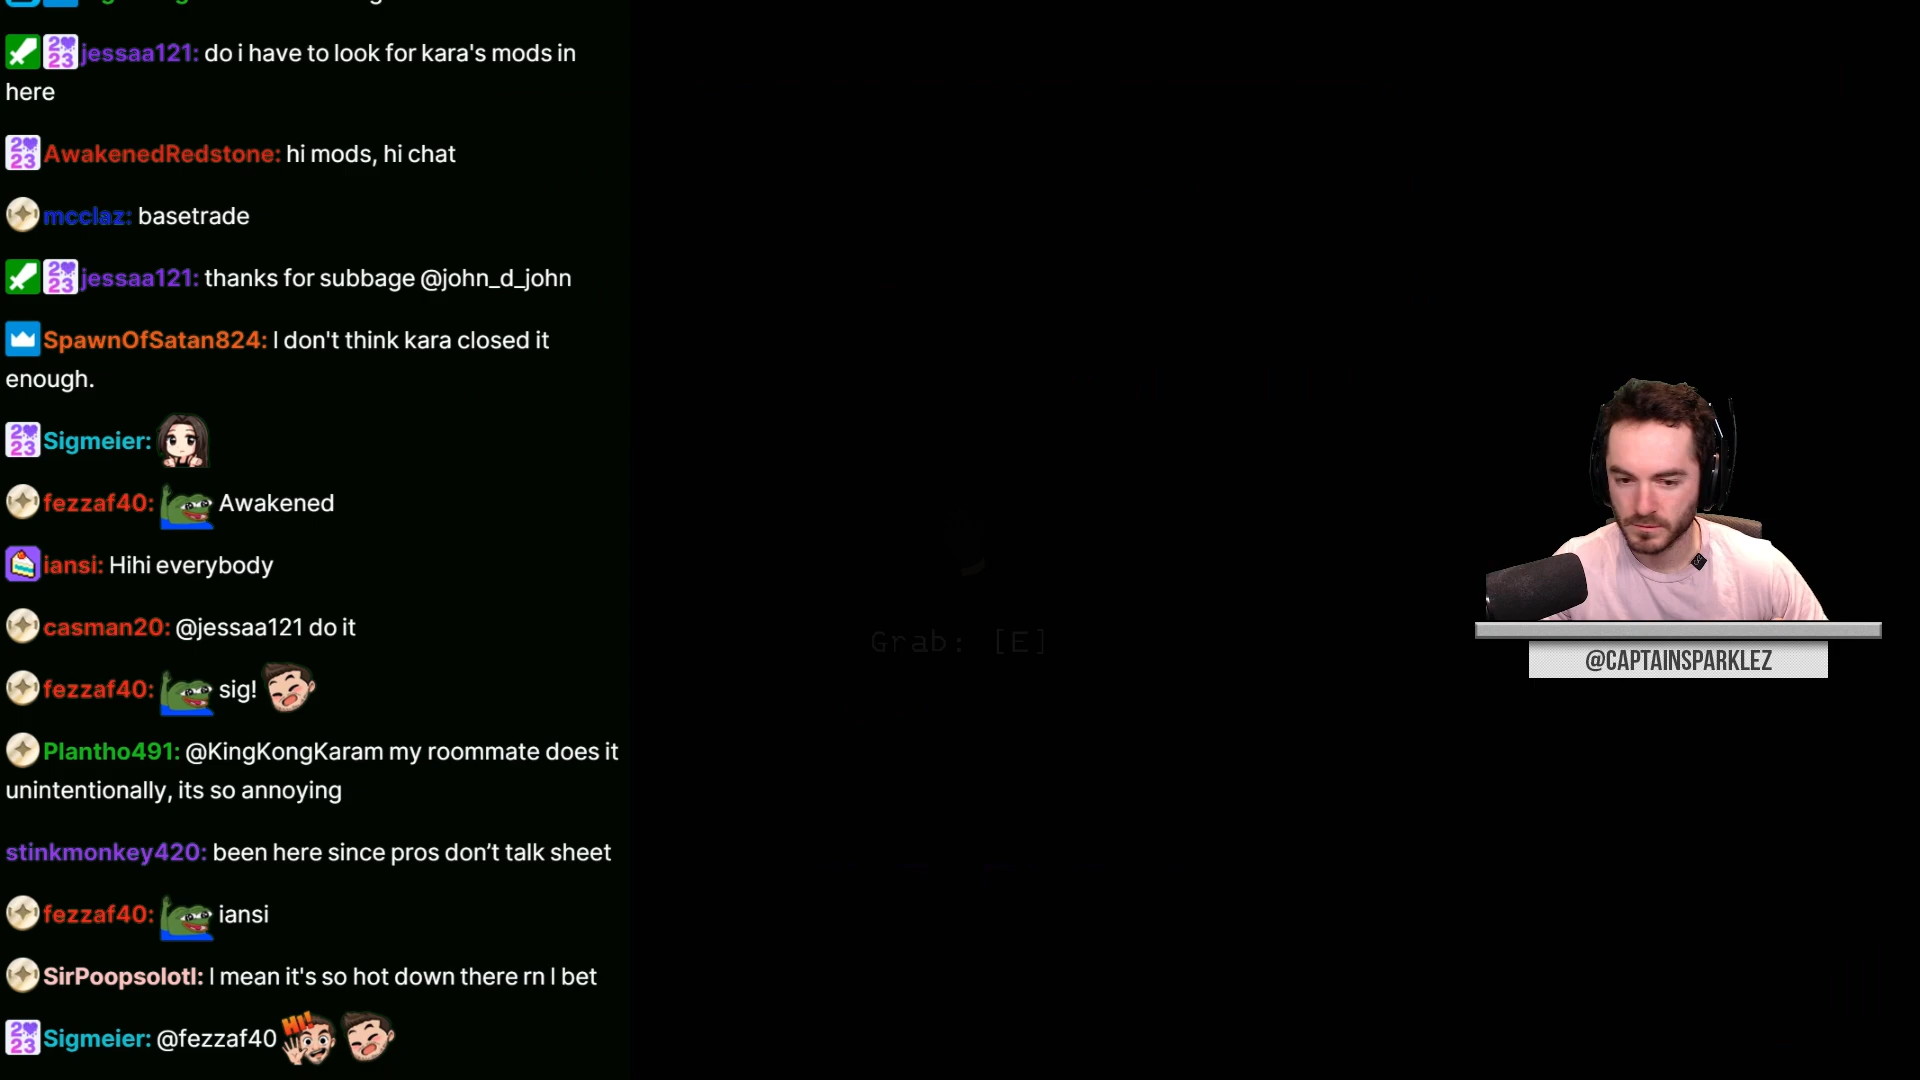 jessaa121: do i have to look for kara's mods in
here
AwakenedRedstone: hi mods, hi chat
mcclaz: basetrade
jessaa121: thanks for subbage @john_d_john
SpawnOfSatan824: I don't think kara closed it
enough.
Sigmeier:
fezzaf40: Awakened
iansi: Hihi everybody
casman20: @jessaa121 do it
fezzaf40: sig!
Plantho491: @KingKongKaram my roommate does it
unintentionally, its so annoying
stinkmonkey420: been here since pros don’t talk sheet
fezzaf40: iansi
SirPoopsolotl: I mean it's so hot down there rn I bet
Sigmeier: @fezzaf40 HI!
Grab: [E]
@CAPTAINSPARKLEZ